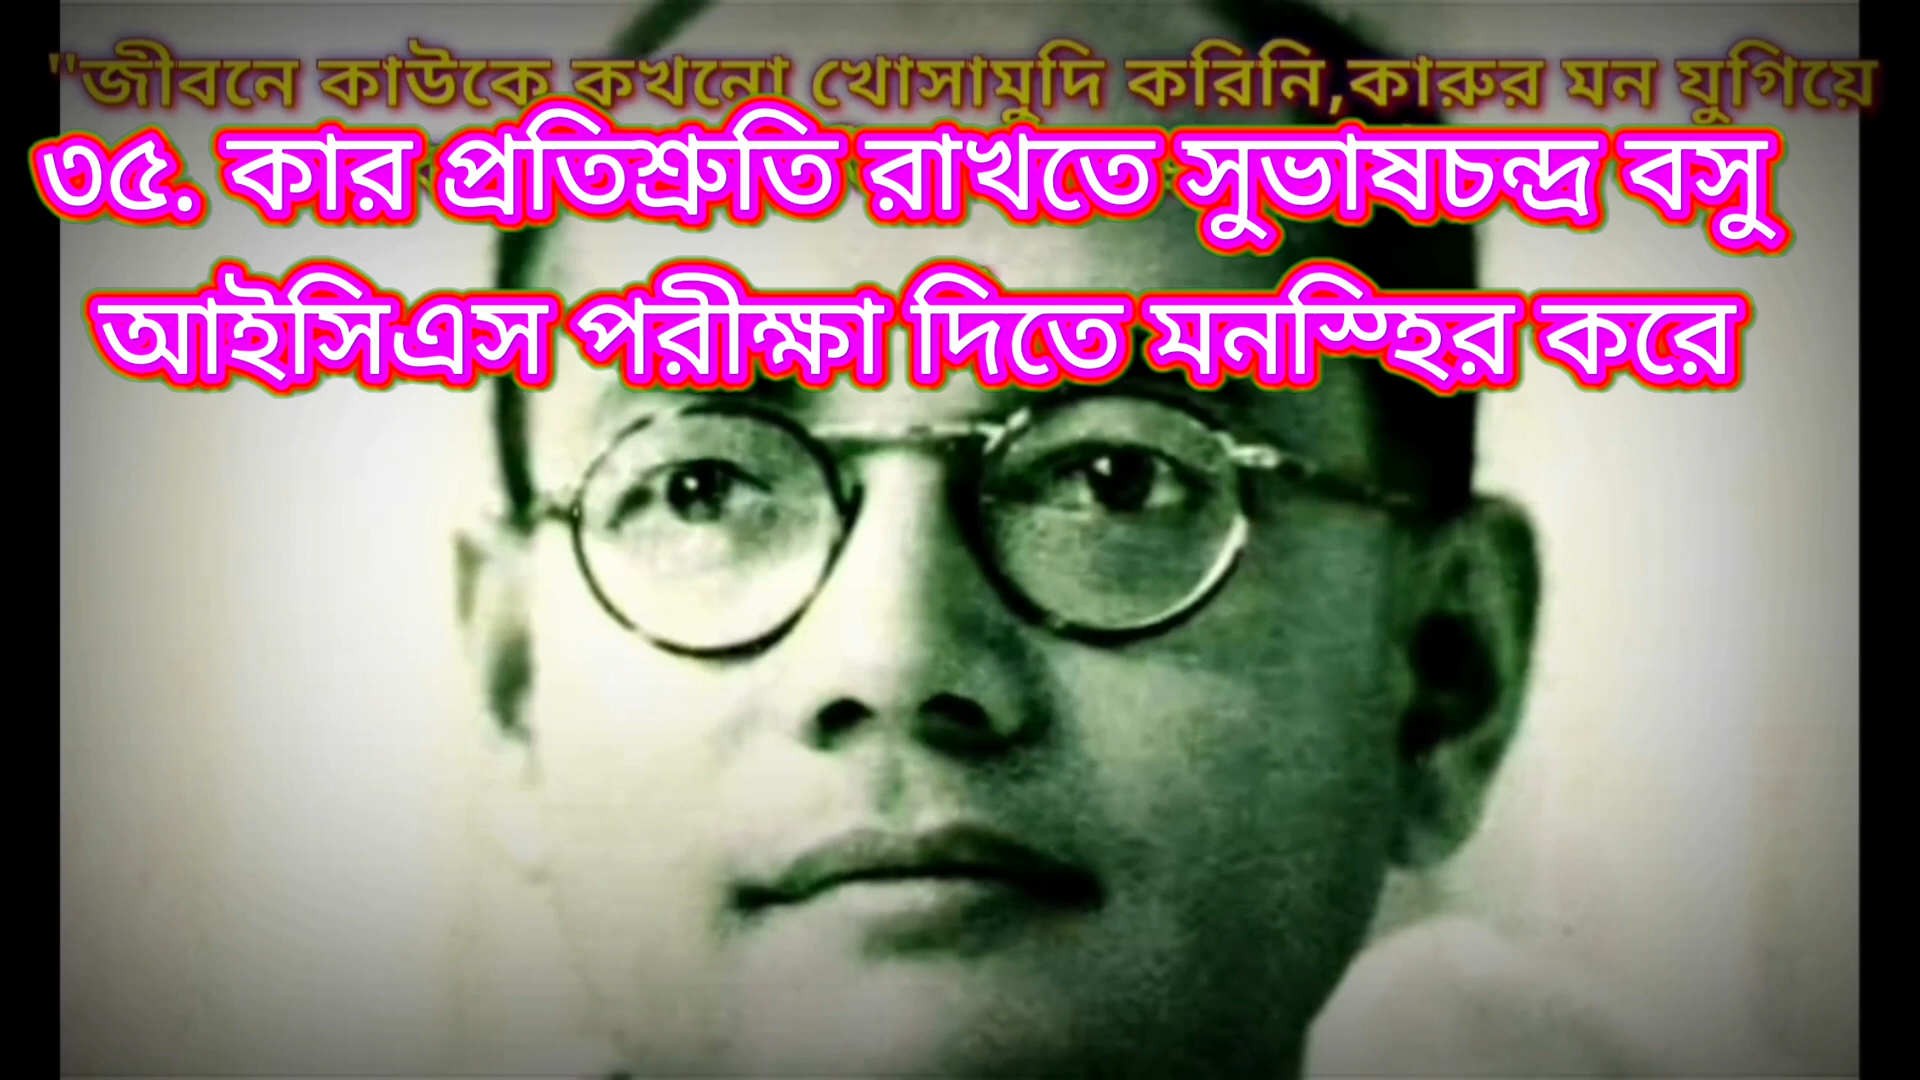 "জীবনে কাউকে কখনো খোসামুদি করিনি,কারুর মন যুগিয়ে
৩৫. কার প্রতিশ্রুতি রাখতে সুভাষচন্দ্র বসু
আইসিএস পরীক্ষা দিতে মনস্হির করে